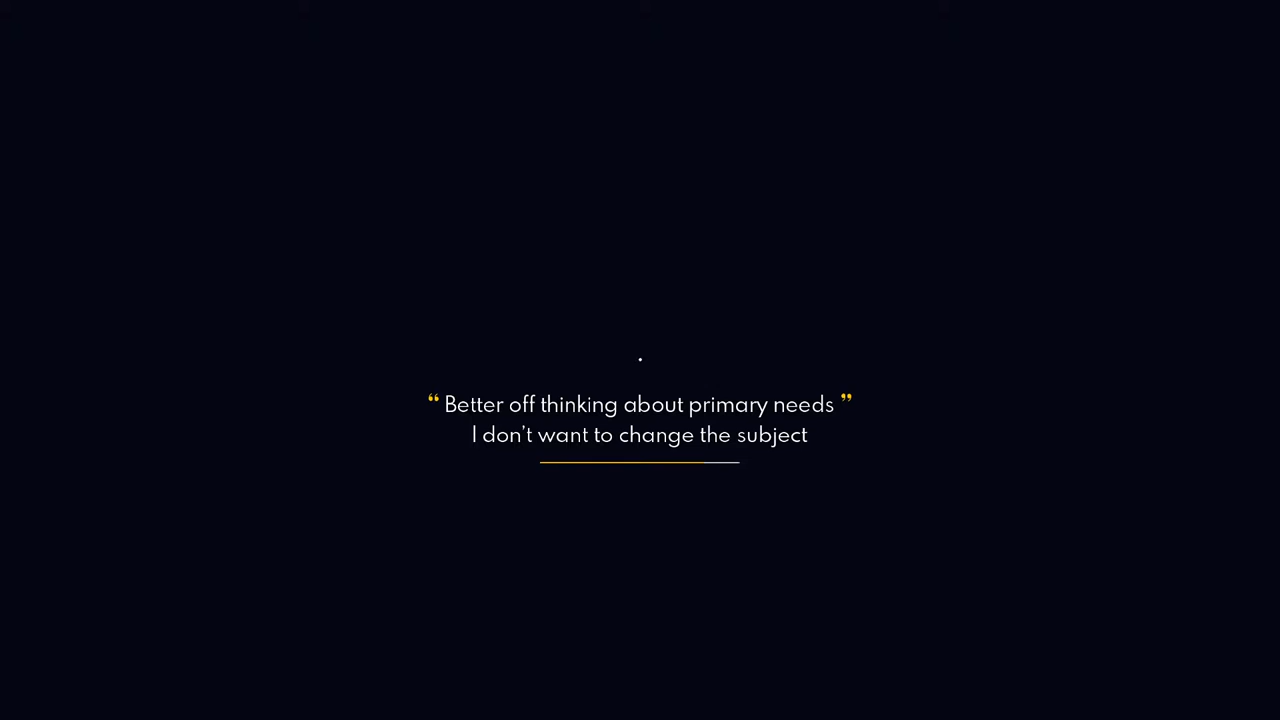 “ Better off thinking about primary needs ”
I don’t want to change the subject